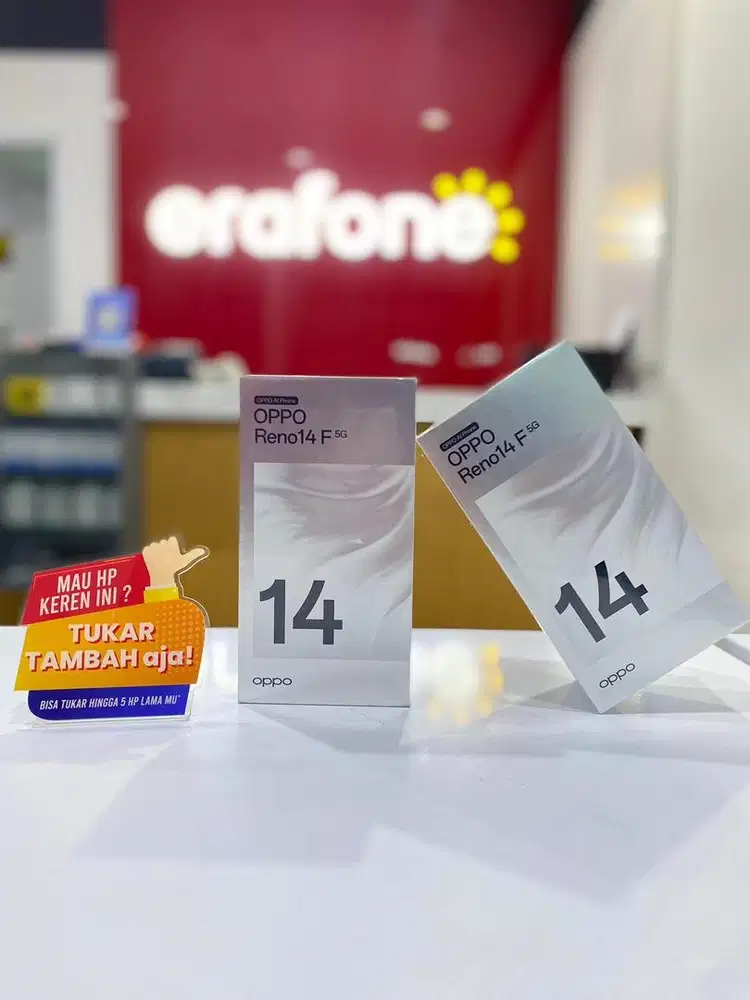 erafone
OPPO AI Phone
OPPO
Reno14 F 5G
14
oppo
OPPO AI Phone
OPPO
Reno14 F 5G
14
oppo
MAU HP
KEREN INI ?
TUKAR
TAMBAH aja!
BISA TUKAR HINGGA 5 HP LAMA MU*